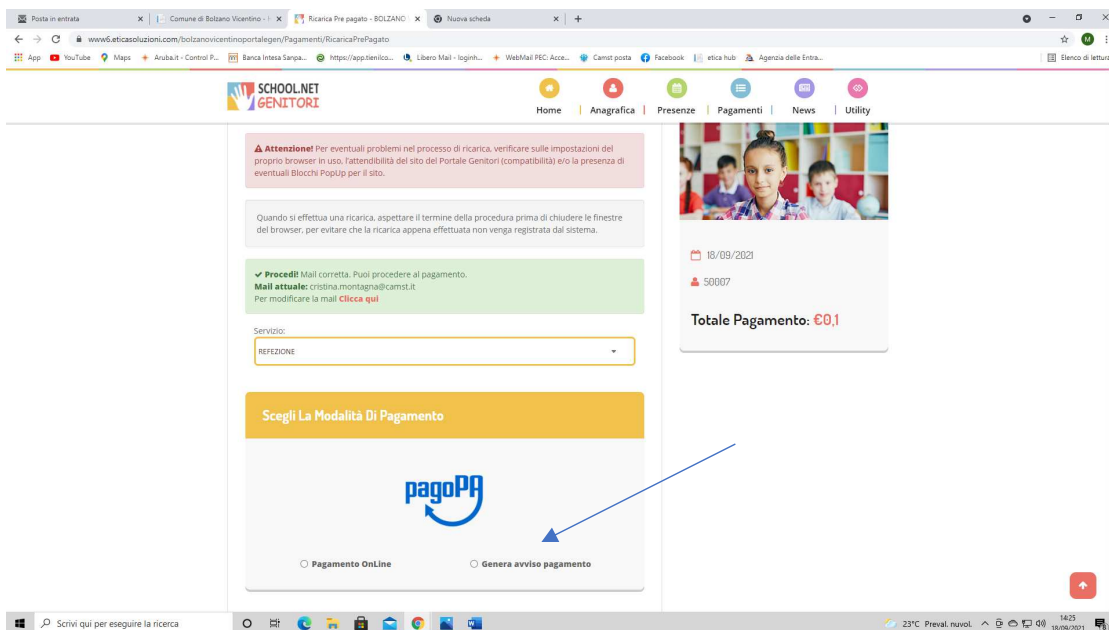 Posta in entrata
Comune di Bolzano Vicentino - H
Ricarica Pre pagato - BOLZANO
Nuova scheda
www6.eticasoluzioni.com/bolzanovicentinoportalegen/Pagamenti/RicaricaPrePagato
M
App YouTube Maps Aruba.it - Control P... Banca Intesa Sanpa... https://app.tienilco... Libero Mail - loginh... WebMail PEC: Acce... Camst posta Facebook etica hub Agenzia delle Entra... Elenco di lettura
SCHOOL.NET
GENITORI
Home Anagrafica Presenze Pagamenti News Utility
Attenzione! Per eventuali problemi nel processo di ricarica, verificare sulle impostazioni del
proprio browser in uso, l'attendibilità del sito del Portale Genitori (compatibilità) e/o la presenza di
eventuali Blocchi PopUp per il sito.
Quando si effettua una ricarica, aspettare il termine della procedura prima di chiudere le finestre
del browser, per evitare che la ricarica appena effettuata non venga registrata dal sistema.
Procedi! Mail corretta. Puoi procedere al pagamento.
Mail attuale: cristina.montagna@camst.it
Per modificare la mail Clicca qui
Servizio:
REFEZIONE
18/09/2021
50007
Totale Pagamento: €0,1
Scegli La Modalità Di Pagamento
pagoPA
Pagamento OnLine Genera avviso pagamento
Scrivi qui per eseguire la ricerca
23°C Preval. nuvol.
14:25
18/09/2021